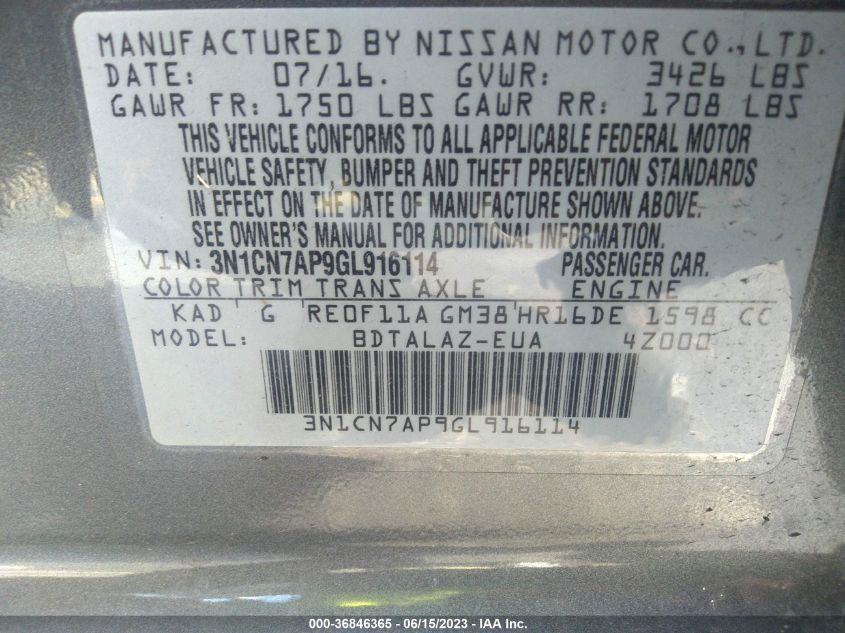 MANUFACTURED BY NISSAN MOTOR CO., LTD.
DATE: 07/16. GVWR: 3426 LBS
GAWR FR: 1750 LBS GAWR RR: 1708 LBS
THIS VEHICLE CONFORMS TO ALL APPLICABLE FEDERAL MOTOR
VEHICLE SAFETY, BUMPER AND THEFT PREVENTION STANDARDS
IN EFFECT ON THE DATE OF MANUFACTURE SHOWN ABOVE.
SEE OWNER'S MANUAL FOR ADDITIONAL INFORMATION.
VIN: 3N1CN7AP9GL916114 PASSENGER CAR.
COLOR TRIM TRANS AXLE ENGINE
KAD G RE0F11A GM38 HR16DE 1598 CC
MODEL: BDTALAZ-EUA 4Z000
3N1CN7AP9GL916114
000-36846365 - 06/15/2023 - IAA Inc.